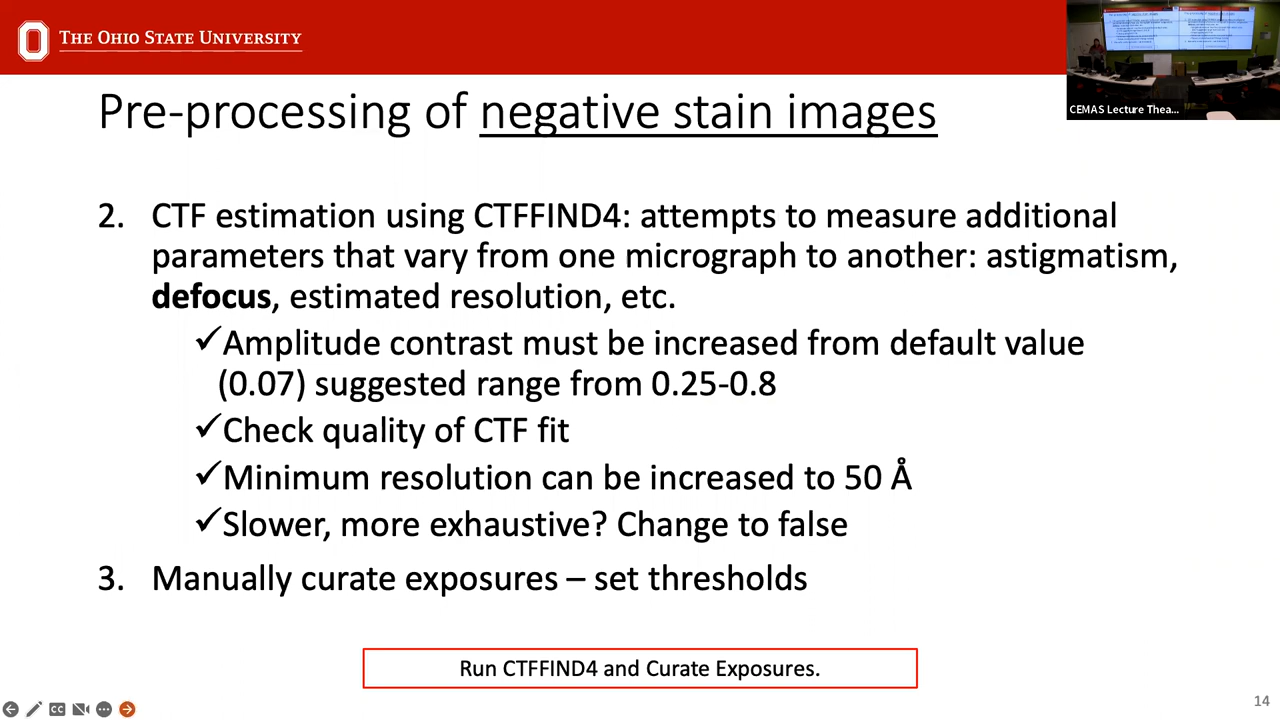 THE OHIO STATE UNIVERSITY
CEMAS Lecture Thea...
Pre-processing of negative stain images
2. CTF estimation using CTFFIND4: attempts to measure additional
parameters that vary from one micrograph to another: astigmatism,
defocus, estimated resolution, etc.
✓Amplitude contrast must be increased from default value
(0.07) suggested range from 0.25-0.8
✓Check quality of CTF fit
✓Minimum resolution can be increased to 50 Å
✓Slower, more exhaustive? Change to false
3. Manually curate exposures – set thresholds
Run CTFFIND4 and Curate Exposures.
14
CC